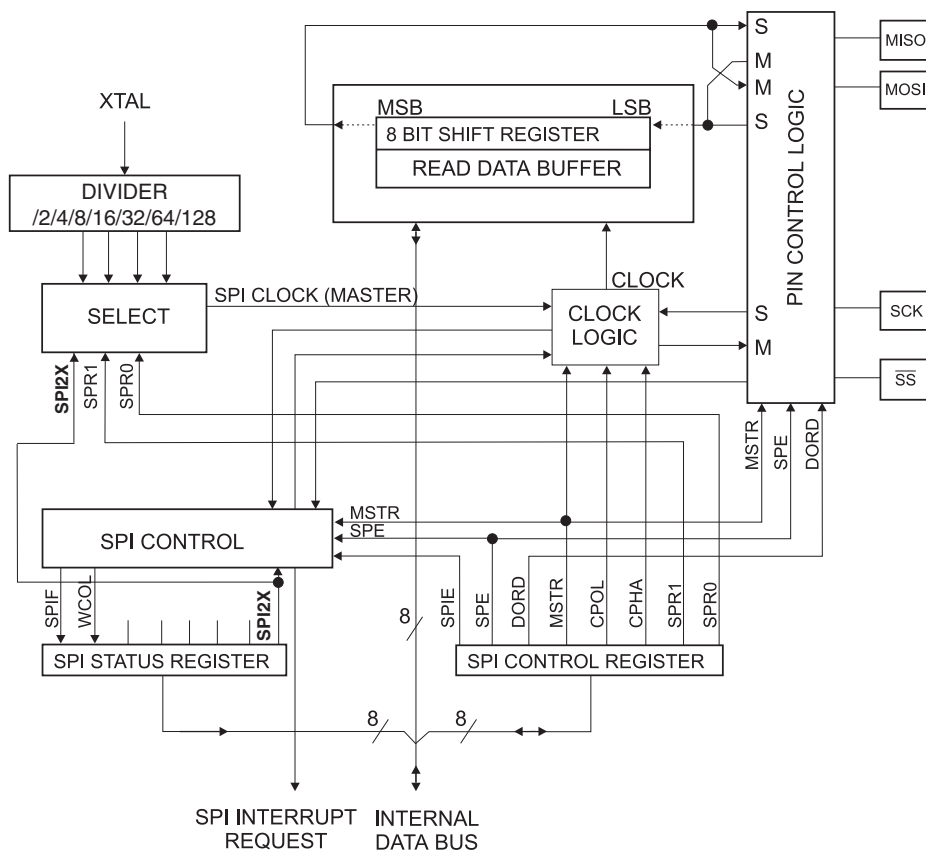 S
MISO
M
M
MOSI
XTAL
MSB
LSB
S
8 BIT SHIFT REGISTER
READ DATA BUFFER
PIN CONTROL LOGIC
DIVIDER
/2/4/8/16/32/64/128
SPI CLOCK (MASTER)
CLOCK
SELECT
CLOCK
LOGIC
S
M
SCK
SS
SPI2X
SPR1
SPR0
MSTR
SPE
DORD
MSTR
SPE
SPI CONTROL
SPIF
WCOL
SPI2X
8
SPIE
SPE
DORD
MSTR
CPOL
CPHA
SPR1
SPR0
SPI STATUS REGISTER
SPI CONTROL REGISTER
8
8
SPI INTERRUPT
REQUEST
INTERNAL
DATA BUS